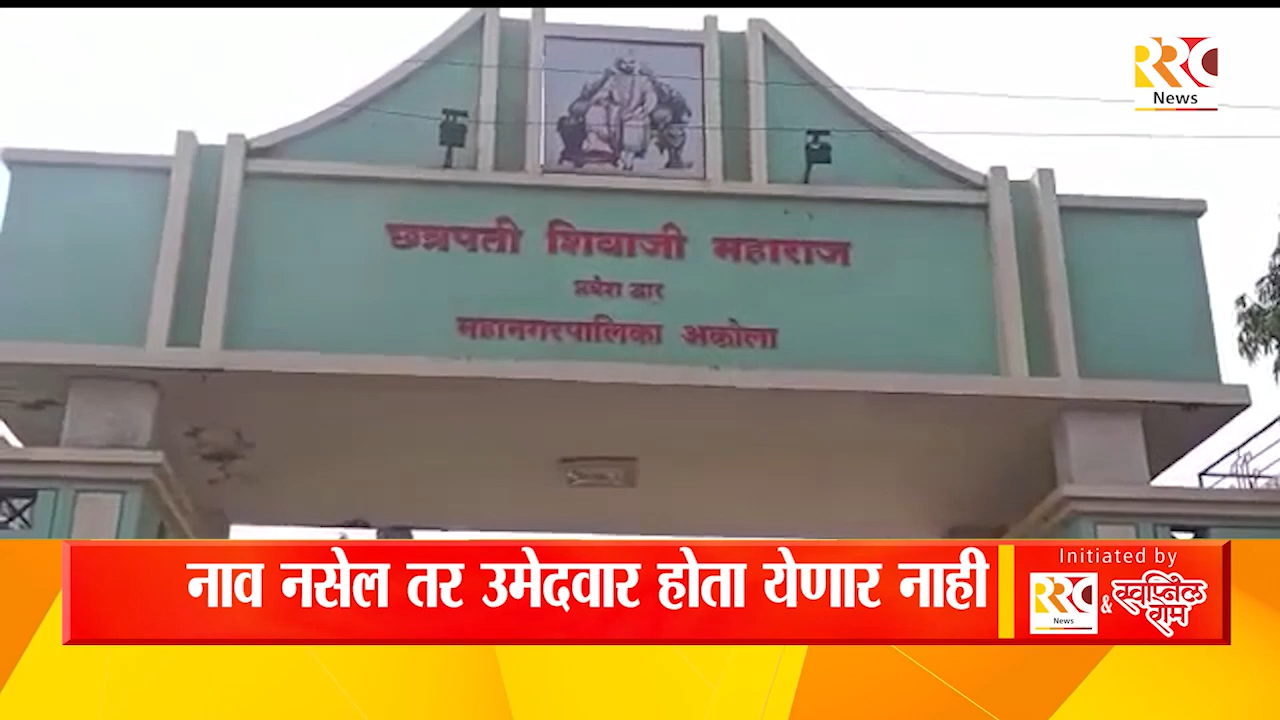 RRC
News
छत्रपती शिवाजी महाराज
प्रवेश द्वार
महानगरपालिका अकोला
नाव नसेल तर उमेदवार होता येणार नाही
Initiated by
RRC
News
&
स्वप्निल
राम